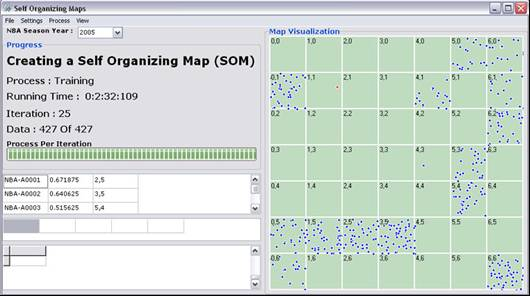 Self Organizing Maps
File Settings Process View
NBA Season Year : 2005
Progress
Creating a Self Organizing Map (SOM)
Process : Training
Running Time : 0:2:32:109
Iteration : 25
Data : 427 Of 427
Process Per Iteration
NBA-A0001 0.671875 2,5
NBA-A0002 0.640625 3,5
NBA-A0003 0.515625 5,4
Map Visualization
0,0 1,0 2,0 3,0 4,0 5,0 6,0
0,1 1,1 2,1 3,1 4,1 5,1 6,1
0,2 1,2 2,2 3,2 4,2 5,2 6,2
0,3 1,3 2,3 3,3 4,3 5,3 6,3
0,4 1,4 2,4 3,4 4,4 5,4 6,4
0,5 1,5 2,5 3,5 4,5 5,5 6,5
0,6 1,6 2,6 3,6 4,6 5,6 6,6